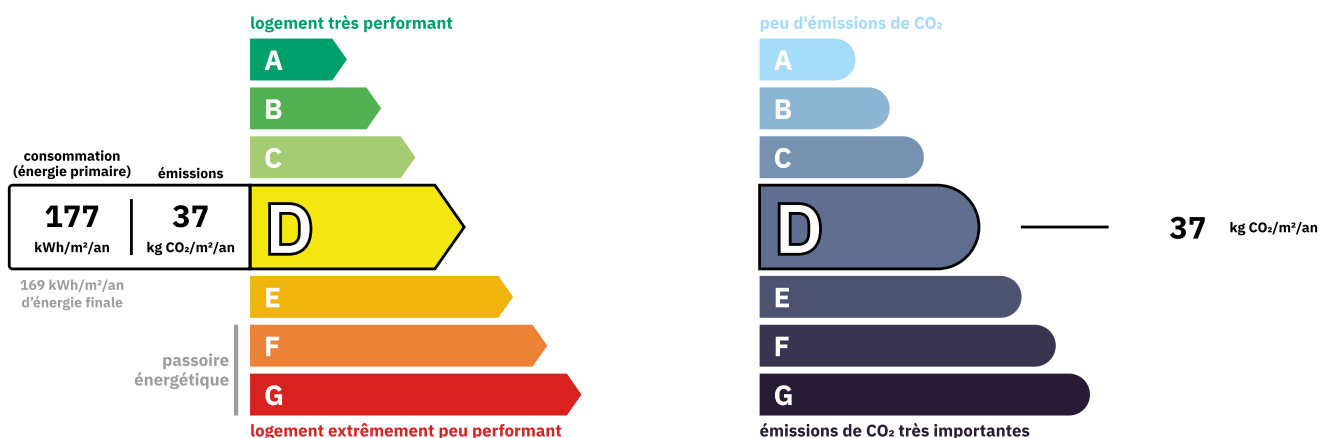 logement très performant
A
B
C
consommation
(énergie primaire)
émissions
177
kWh/m²/an
37
kg CO₂/m²/an
D
169 kWh/m²/an
d'énergie finale
E
F
passoire
énergétique
G
logement extrêmement peu performant
peu d'émissions de CO₂
A
B
C
D
37 kg CO₂/m²/an
E
F
G
émissions de CO₂ très importantes